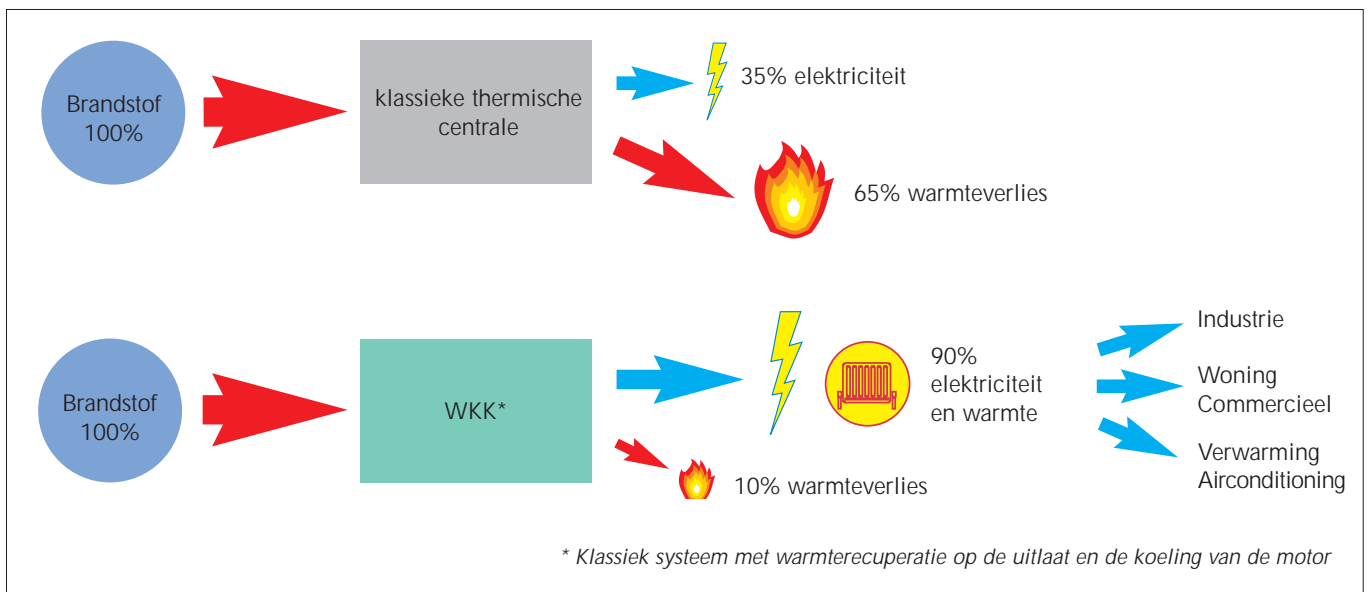 Brandstof
100%
klassieke thermische
centrale
35% elektriciteit
65% warmteverlies
Brandstof
100%
WKK*
90%
elektriciteit
en warmte
10% warmteverlies
Industrie
Woning
Commercieel
Verwarming
Airconditioning
* Klassiek systeem met warmterecuperatie op de uitlaat en de koeling van de motor